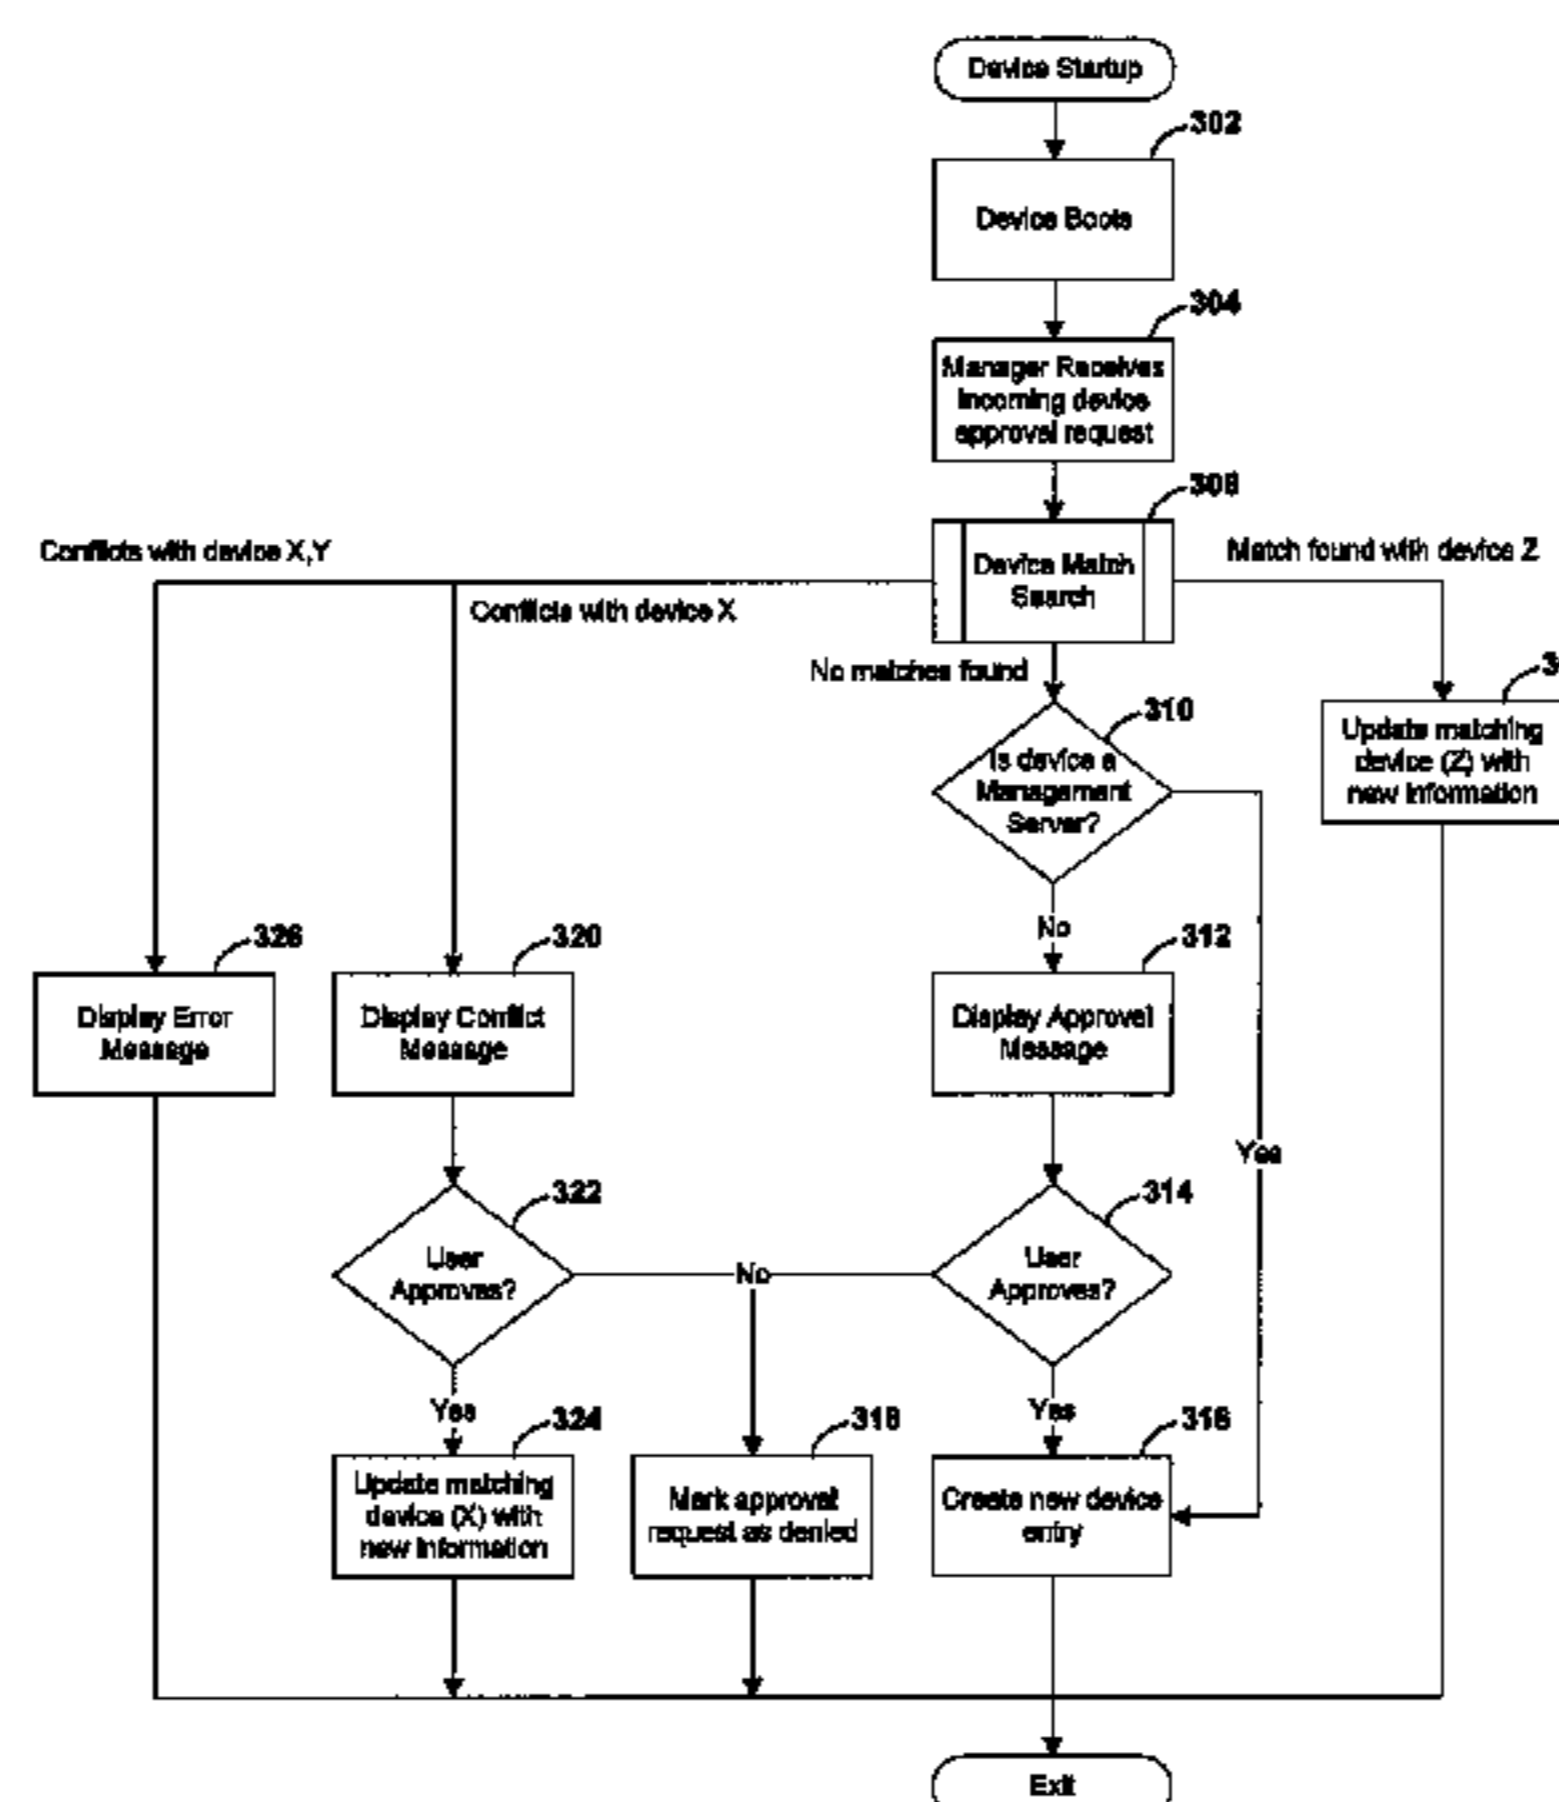 Device Startup
302
Device Boots
304
Manager Receives
incoming device
approval request
308
Device Match
Search
Conflicts with device X,Y
Conflicts with device X
Match found with device Z
No matches found
310
Is device a
Management
Server?
Update matching
device (Z) with
new information
No
326
Display Error
Message
320
Display Conflict
Message
312
Display Approval
Message
Yes
322
User
Approves?
No
314
User
Approves?
Yes
324
Update matching
device (X) with
new information
318
Mark approval
request as denied
Yes
316
Create new device
entry
Exit